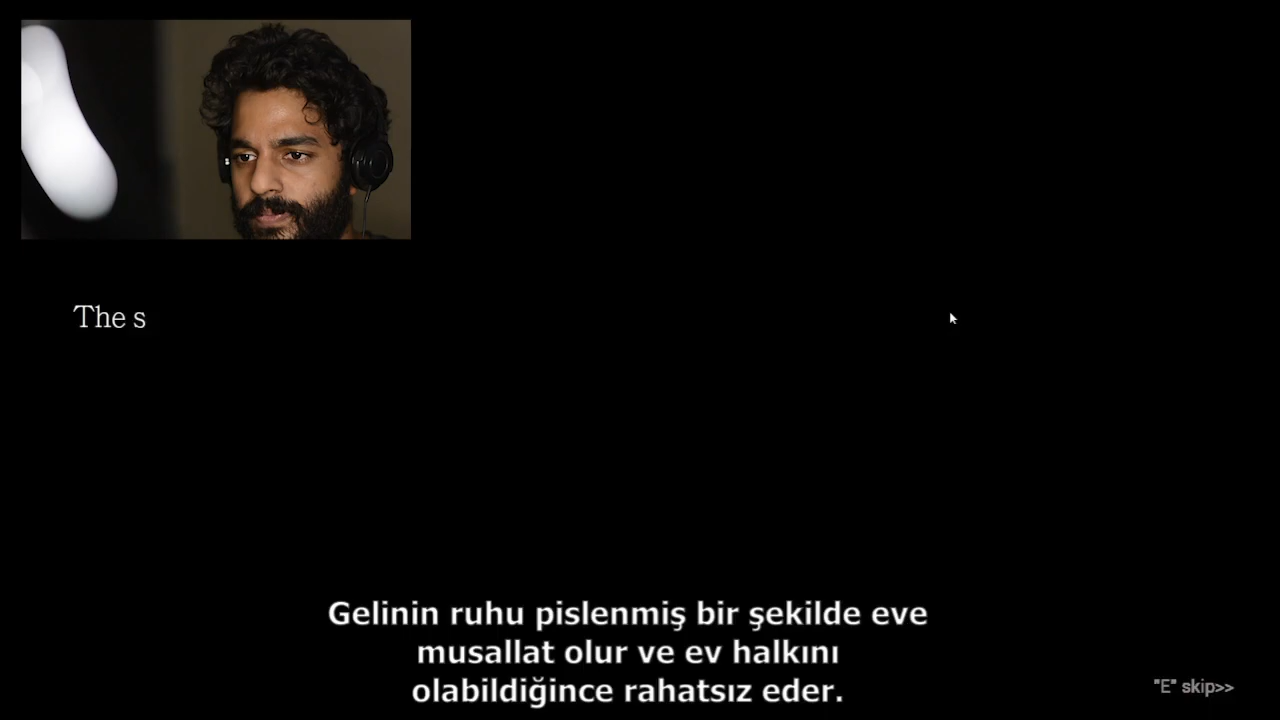 The s
Gelinin ruhu pislenmiş bir şekilde eve
musallat olur ve ev halkını
olabildiğince rahatsız eder.
"E" skip>>